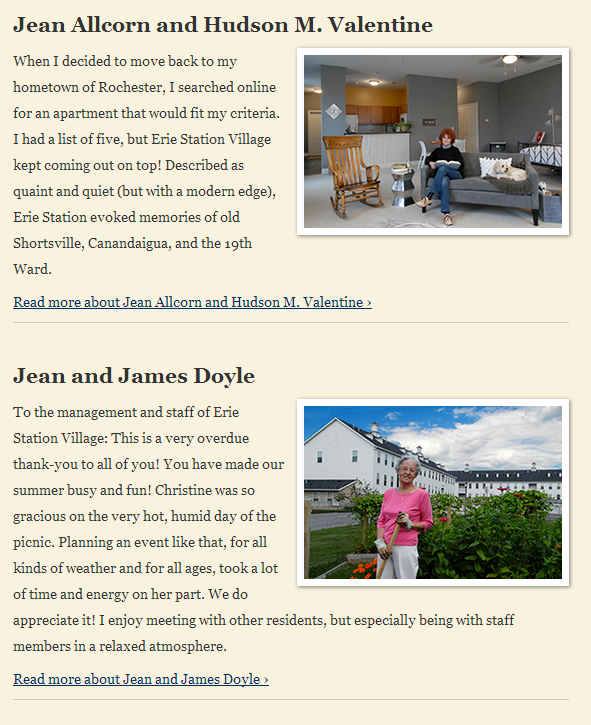 Jean Allcorn and Hudson M. Valentine
When I decided to move back to my
hometown of Rochester, I searched online
for an apartment that would fit my criteria.
I had a list of five, but Erie Station Village
kept coming out on top! Described as
quaint and quiet (but with a modern edge),
Erie Station evoked memories of old
Shortsville, Canandaigua, and the 19th
Ward.
Read more about Jean Allcorn and Hudson M. Valentine ›
Jean and James Doyle
To the management and staff of Erie
Station Village: This is a very overdue
thank-you to all of you! You have made our
summer busy and fun! Christine was so
gracious on the very hot, humid day of the
picnic. Planning an event like that, for all
kinds of weather and for all ages, took a lot
of time and energy on her part. We do
appreciate it! I enjoy meeting with other residents, but especially being with staff
members in a relaxed atmosphere.
Read more about Jean and James Doyle ›